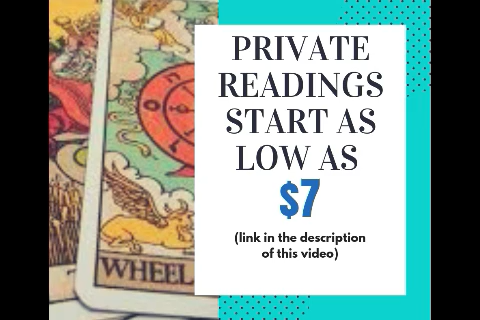 PRIVATE
READINGS
START AS
LOW AS
$7
(link in the description
of this video)
WHEEL